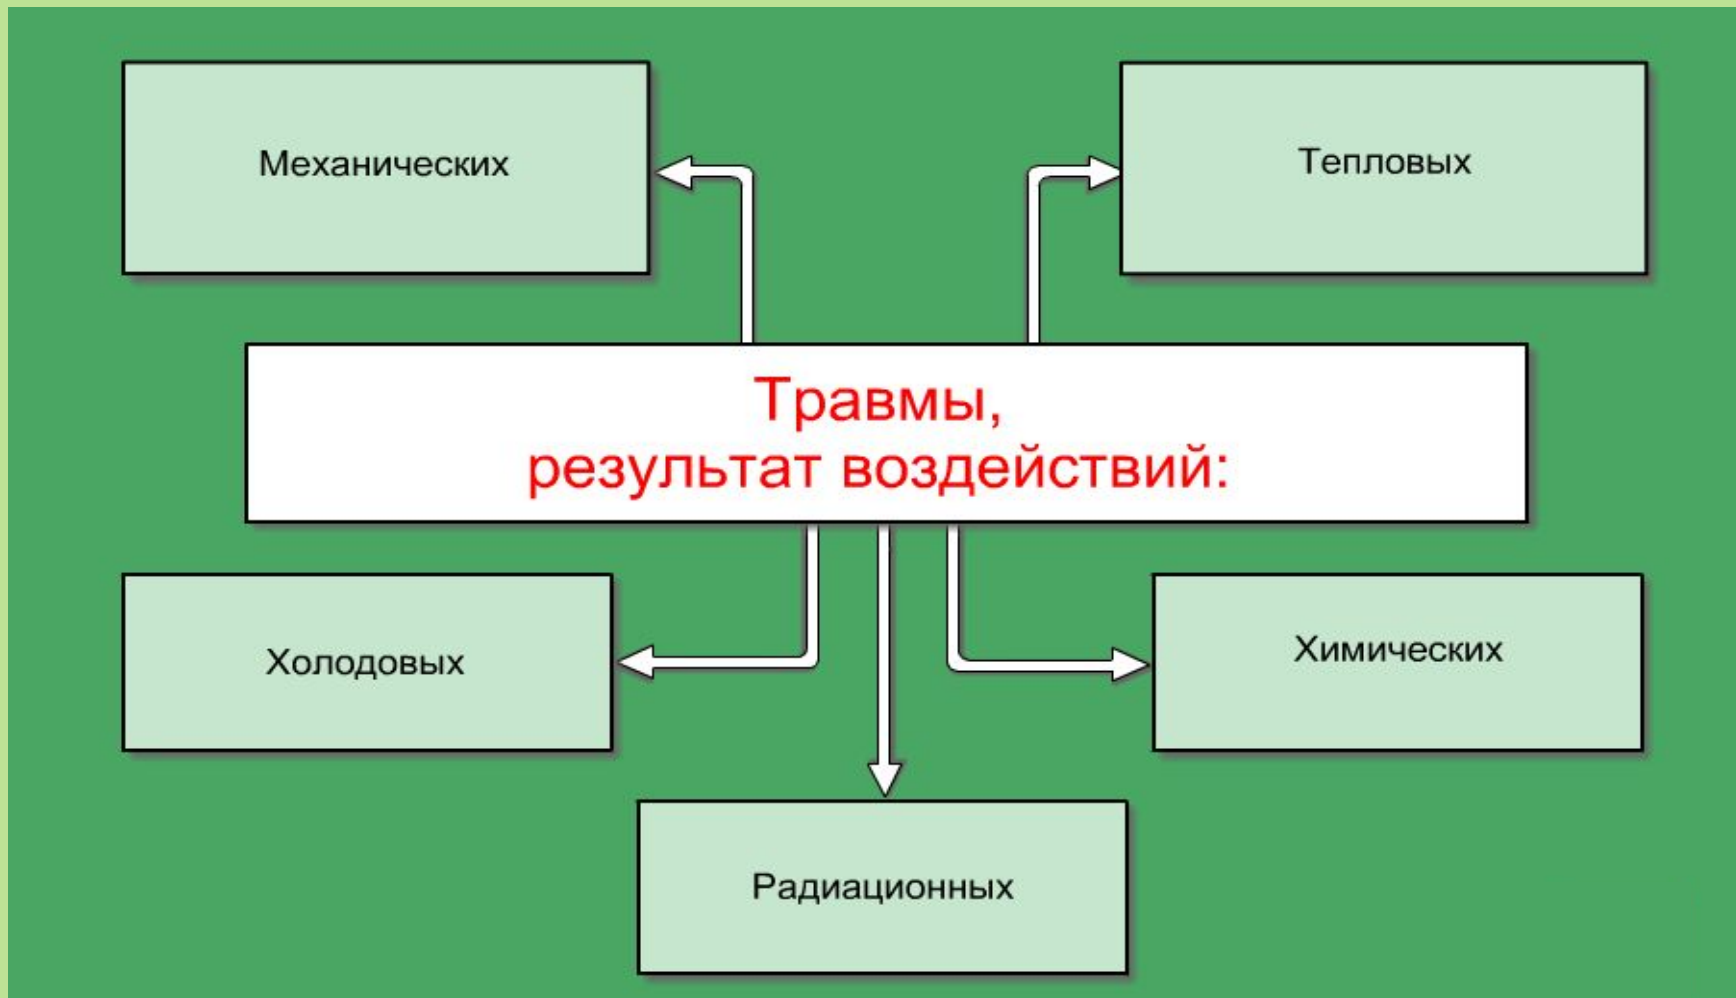 Механических
Тепловых
Травмы,
результат воздействий:
Холодовых
Химических
Радиационных